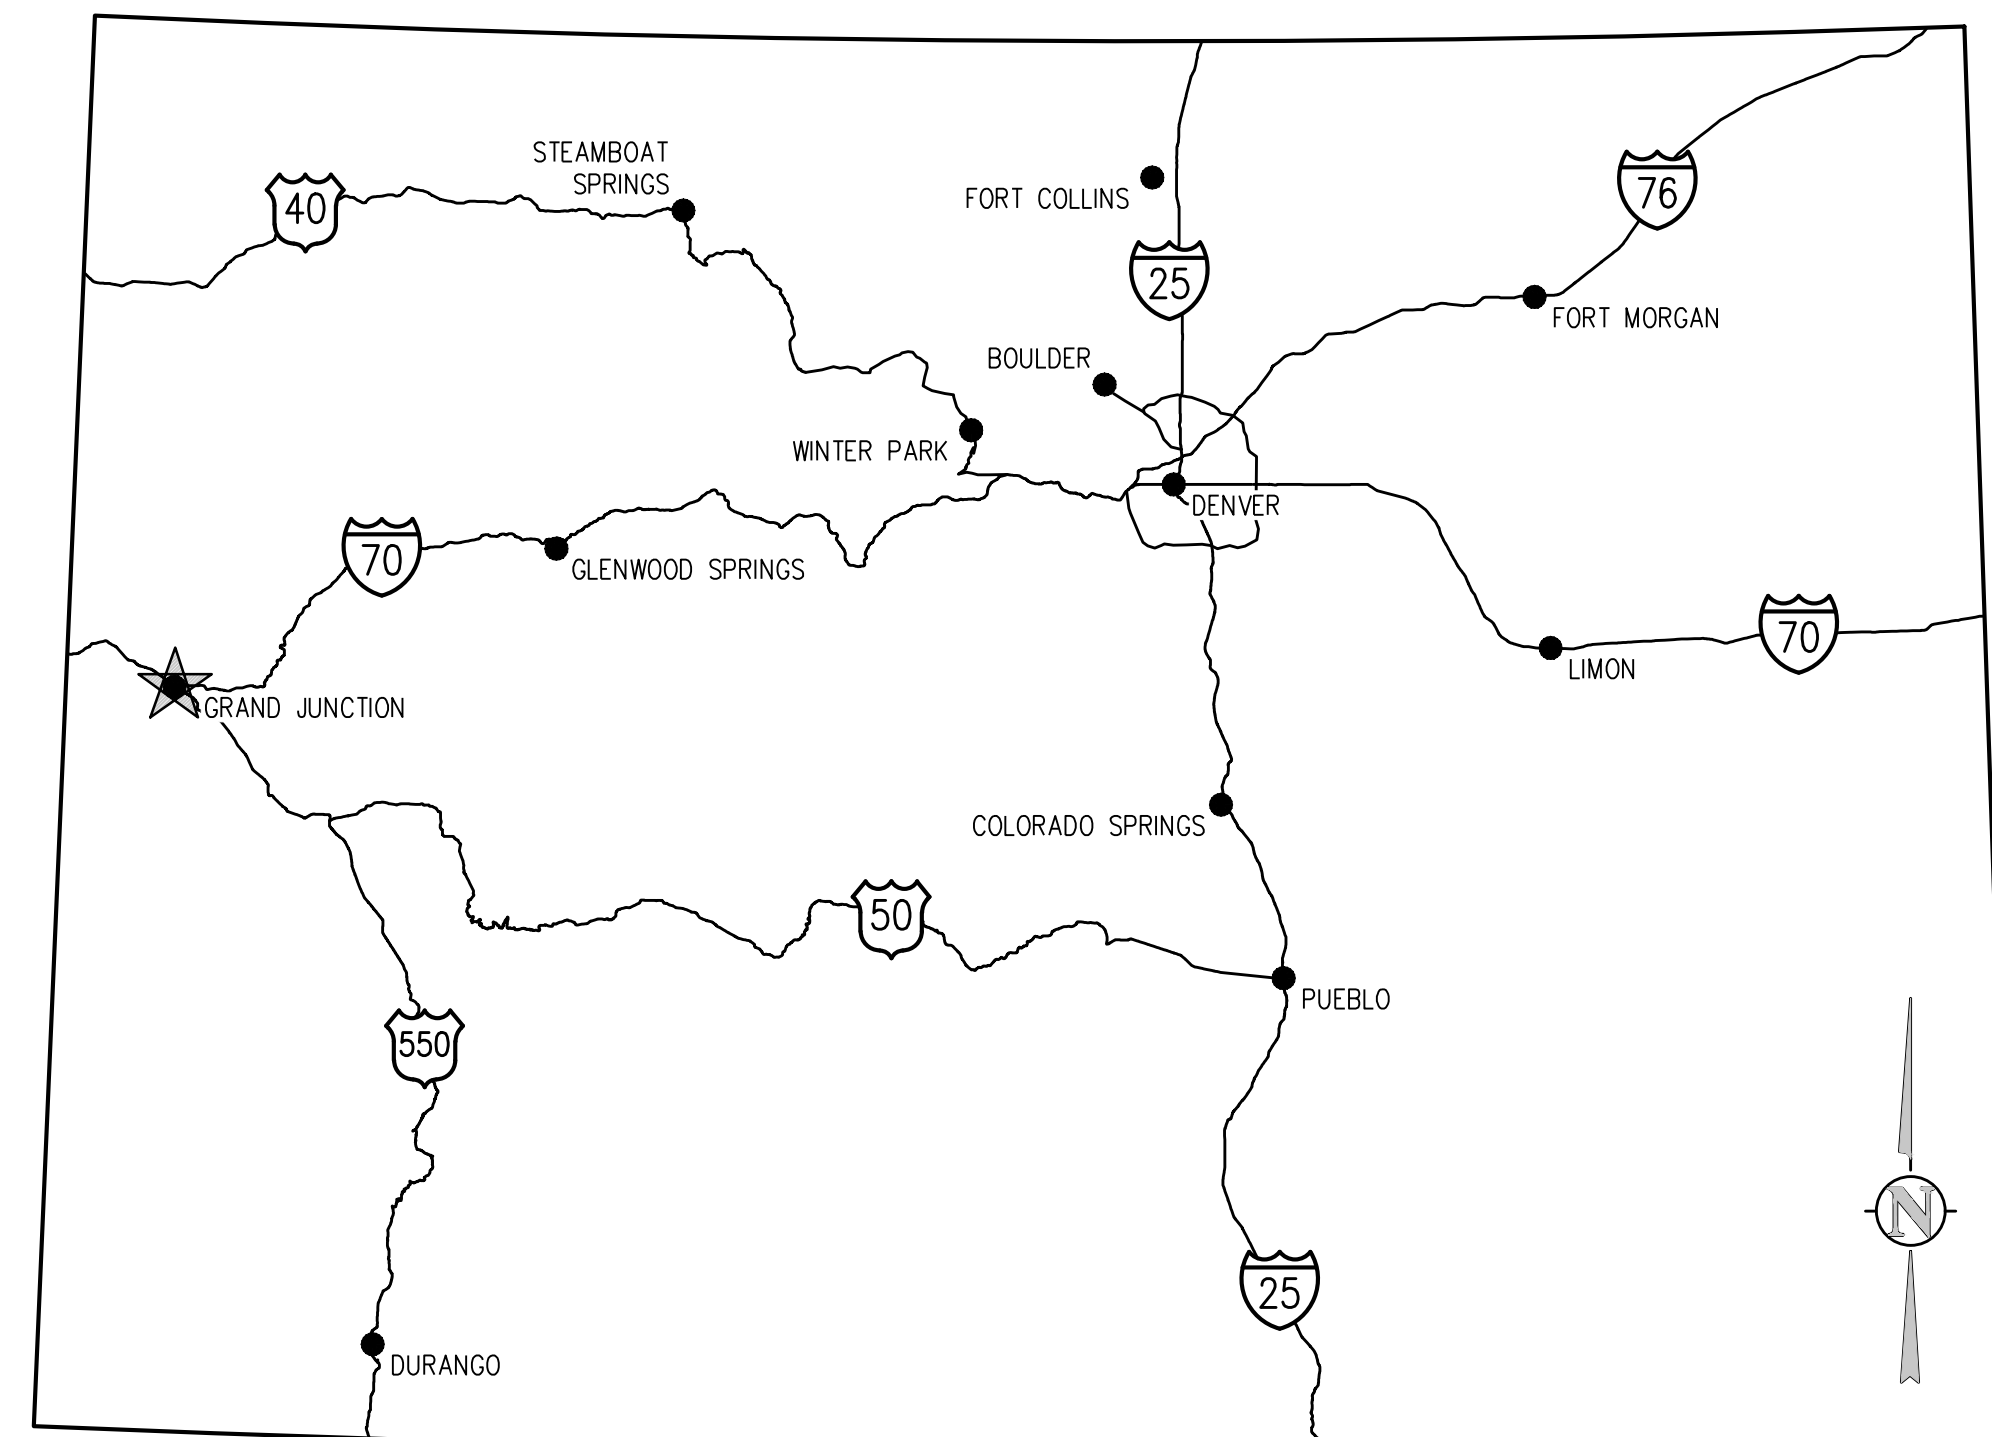 STEAMBOAT
SPRINGS
40
FORT COLLINS
76
25
FORT MORGAN
BOULDER
WINTER PARK
DENVER
70
GLENWOOD SPRINGS
70
LIMON
GRAND JUNCTION
COLORADO SPRINGS
50
PUEBLO
550
N
25
DURANGO